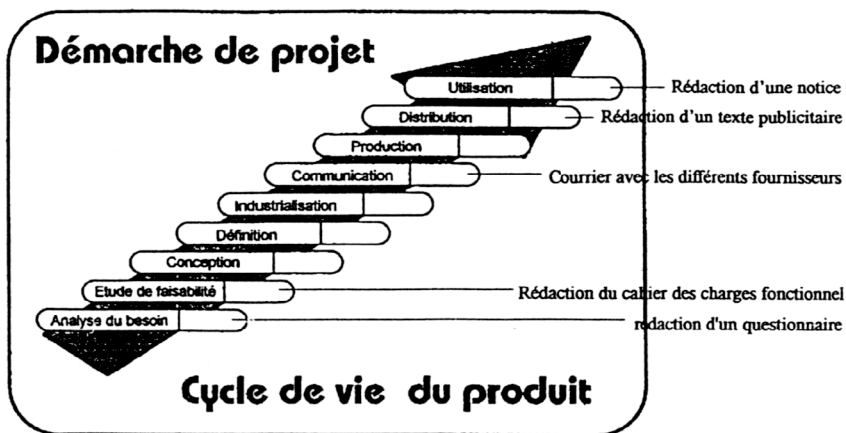 Démarche de projet
Utilisation Rédaction d'une notice
Distribution Rédaction d'un texte publicitaire
Production
Communication Courrier avec les différents fournisseurs
Industrialisation
Définition
Conception
Etude de faisabilité Rédaction du cahier des charges fonctionnel
Analyse du besoin rédaction d'un questionnaire
Cycle de vie du produit